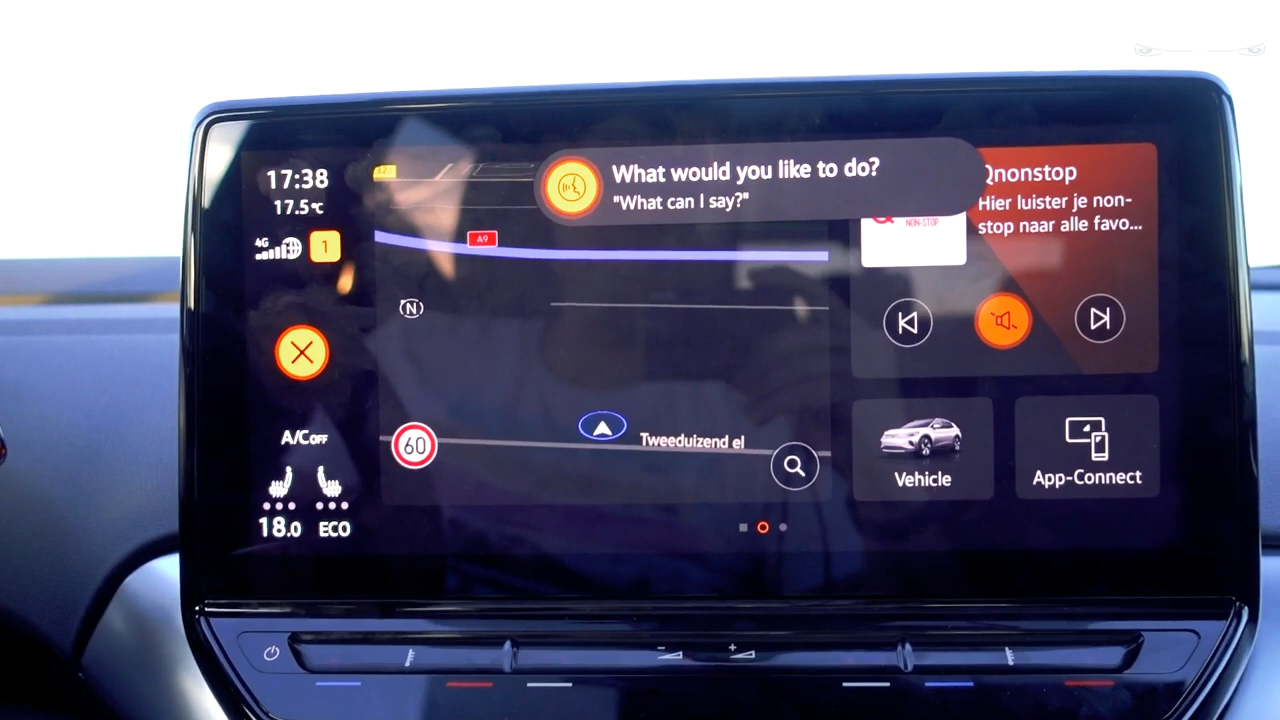 17:38
17.5°C
4G
1
A/C OFF
18.0
ECO
A9
N
60
Tweeduizend el
What would you like to do?
"What can I say?"
Qnonstop
Hier luister je non-
stop naar alle favo...
NON-STOP
Vehicle
App-Connect